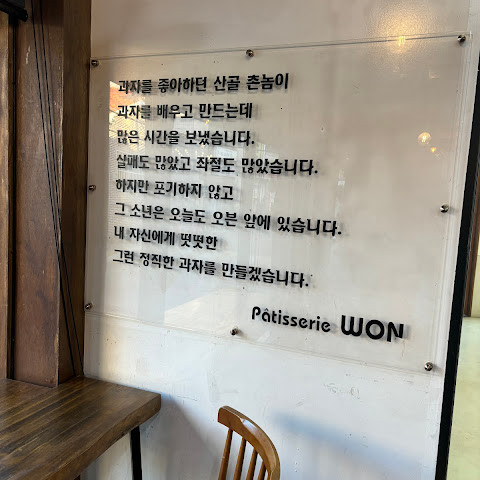 과자를 좋아하던 산골 촌놈이
과자를 배우고 만드는데
많은 시간을 보냈습니다.
실패도 많았고 좌절도 많았습니다.
하지만 포기하지 않고
그 소년은 오늘도 오븐 앞에 있습니다.
내 자신에게 떳떳한
그런 정직한 과자를 만들겠습니다.
Pâtisserie WON